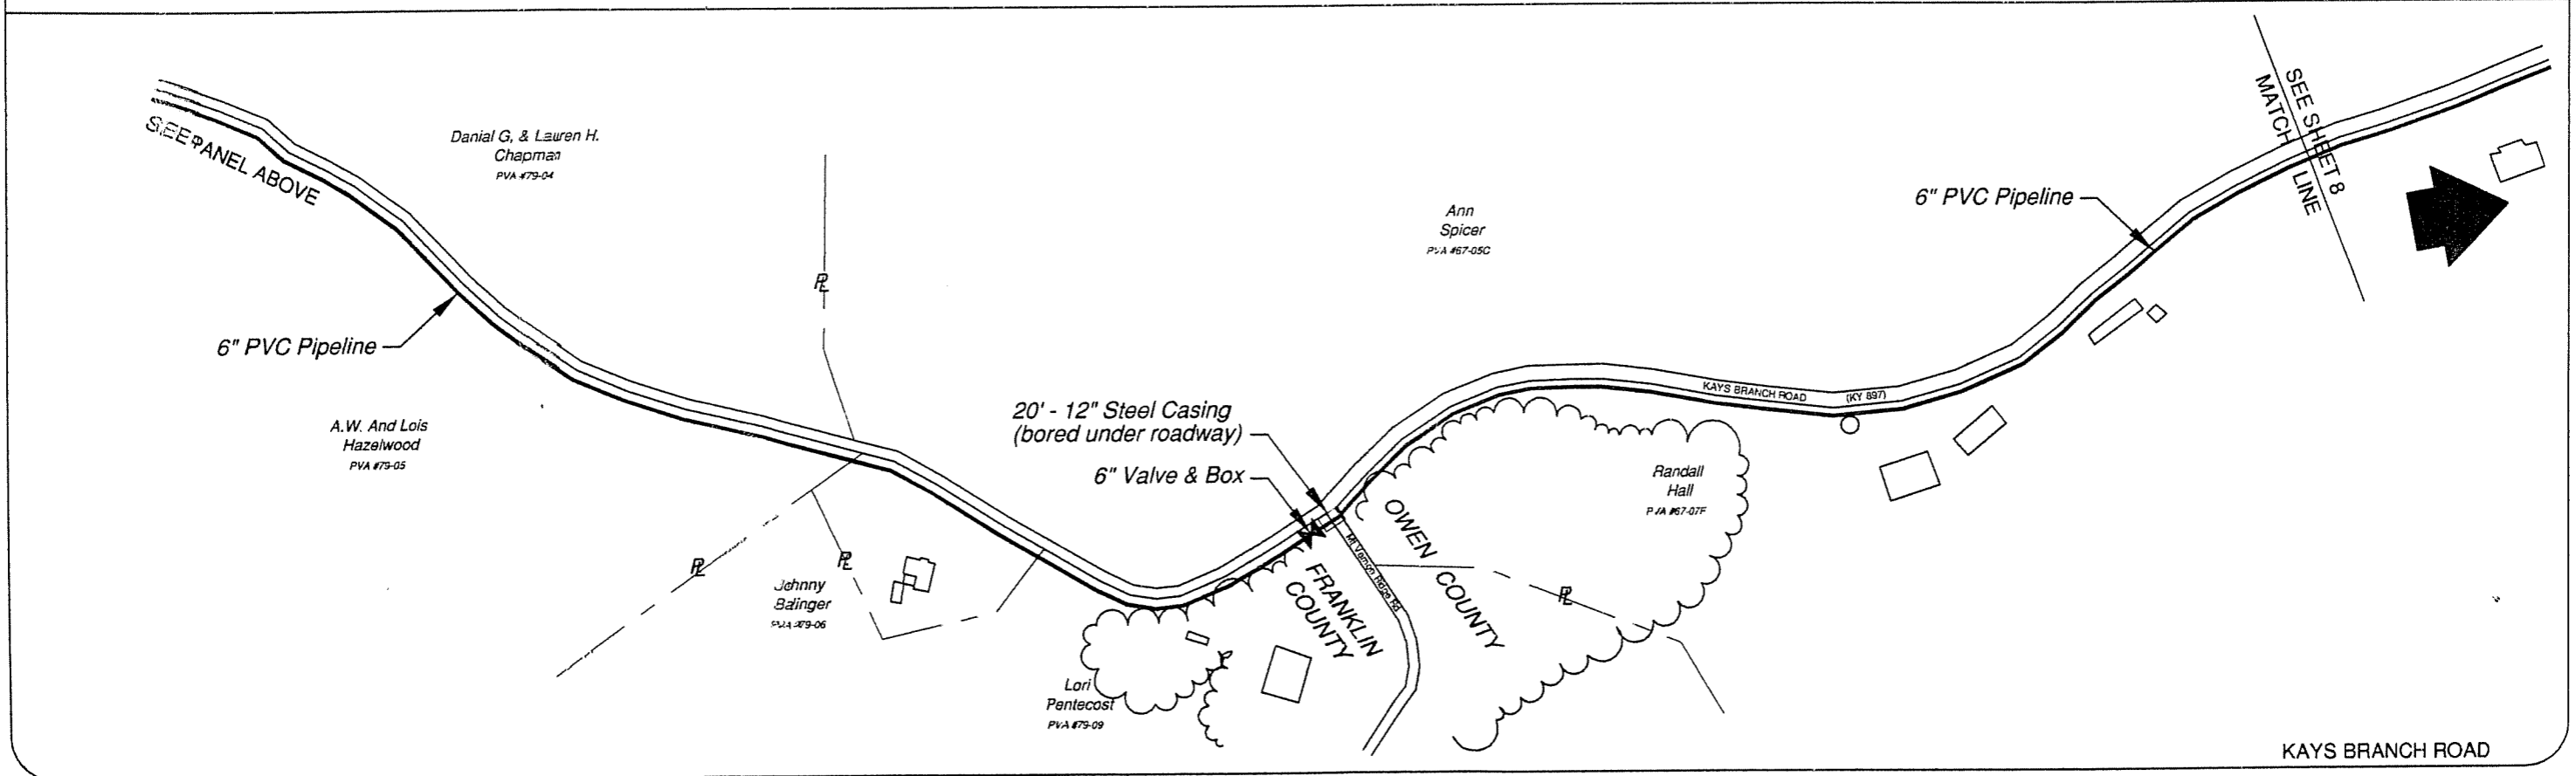 SEE PANEL ABOVE
Danial G, & Lauren H.
Chapman
PVA #79-04
6" PVC Pipeline
A.W. And Lois
Hazelwood
PVA #79-05
PL
PL
PL
Johnny
Balinger
PVA #79-06
Lori
Pentecost
PVA #79-09
20' - 12" Steel Casing
(bored under roadway)
6" Valve & Box
FRANKLIN
COUNTY
Mt Vernon Ridge Rd
OWEN COUNTY
PL
Ann
Spicer
PVA #67-05C
Randall
Hall
PVA #67-07F
KAYS BRANCH ROAD (KY 897)
6" PVC Pipeline
SEE SHEET 8
MATCH LINE
KAYS BRANCH ROAD